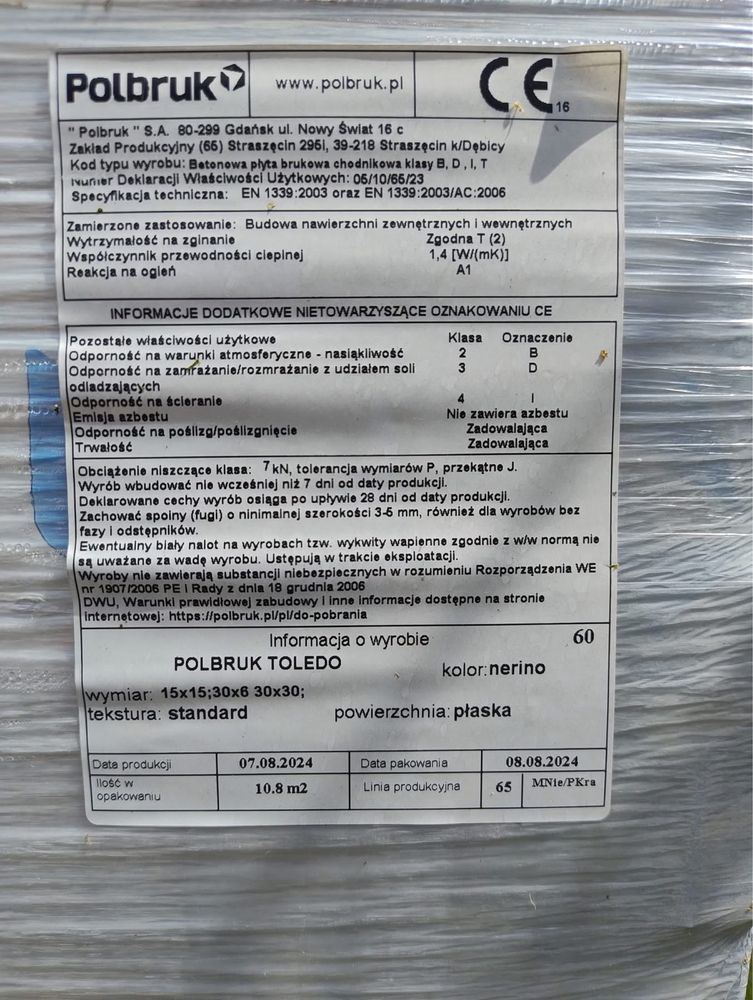 Polbruk
www.polbruk.pl
CE 16
" Polbruk " S.A. 80-299 Gdańsk ul. Nowy Świat 16 c
Zakład Produkcyjny (65) Straszęcin 295i, 39-218 Straszęcin k/Dębicy
Kod typu wyrobu: Betonowa płyta brukowa chodnikowa klasy B, D , I, T
Numer Deklaracji Właściwości Użytkowych: 05/10/65/23
Specyfikacja techniczna: EN 1339:2003 oraz EN 1339:2003/AC:2006
Zamierzone zastosowanie: Budowa nawierzchni zewnętrznych i wewnętrznych
Wytrzymałość na zginanie Zgodna T (2)
Współczynnik przewodności cieplnej 1,4 [W/(mK)]
Reakcja na ogień A1
INFORMACJE DODATKOWE NIETOWARZYSZĄCE OZNAKOWANIU CE
Pozostałe właściwości użytkowe Klasa Oznaczenie
Odporność na warunki atmosferyczne - nasiąkliwość 2 B
Odporność na zamrażanie/rozmrażanie z udziałem soli 3 D
odladzających
Odporność na ścieranie 4 I
Emisja azbestu Nie zawiera azbestu
Odporność na poślizg/poślizgnięcie Zadowalająca
Trwałość Zadowalająca
Obciążenie niszczące klasa: 7 kN, tolerancja wymiarów P, przekątne J.
Wyrób wbudować nie wcześniej niż 7 dni od daty produkcji.
Deklarowane cechy wyrób osiąga po upływie 28 dni od daty produkcji.
Zachować spoiny (fugi) o ninimalnej szerokości 3-5 mm, również dla wyrobów bez
fazy i odstępników.
Ewentualny biały nalot na wyrobach tzw. wykwity wapienne zgodnie z w/w normą nie
są uważane za wadę wyrobu. Ustępują w trakcie eksploatacji.
Wyroby nie zawierają substancji niebezpiecznych w rozumieniu Rozporządzenia WE
nr 1907/2006 PE i Rady z dnia 18 grudnia 2006
DWU, Warunki prawidłowej zabudowy i inne informacje dostępne na stronie
internetowej: https://polbruk.pl/pl/do-pobrania
Informacja o wyrobie 60
POLBRUK TOLEDO kolor: nerino
wymiar: 15x15;30x6 30x30;
tekstura: standard powierzchnia: płaska
Data produkcji 07.08.2024 Data pakowania 08.08.2024
Ilość w opakowaniu 10.8 m2 Linia produkcyjna 65 MNie/PKra